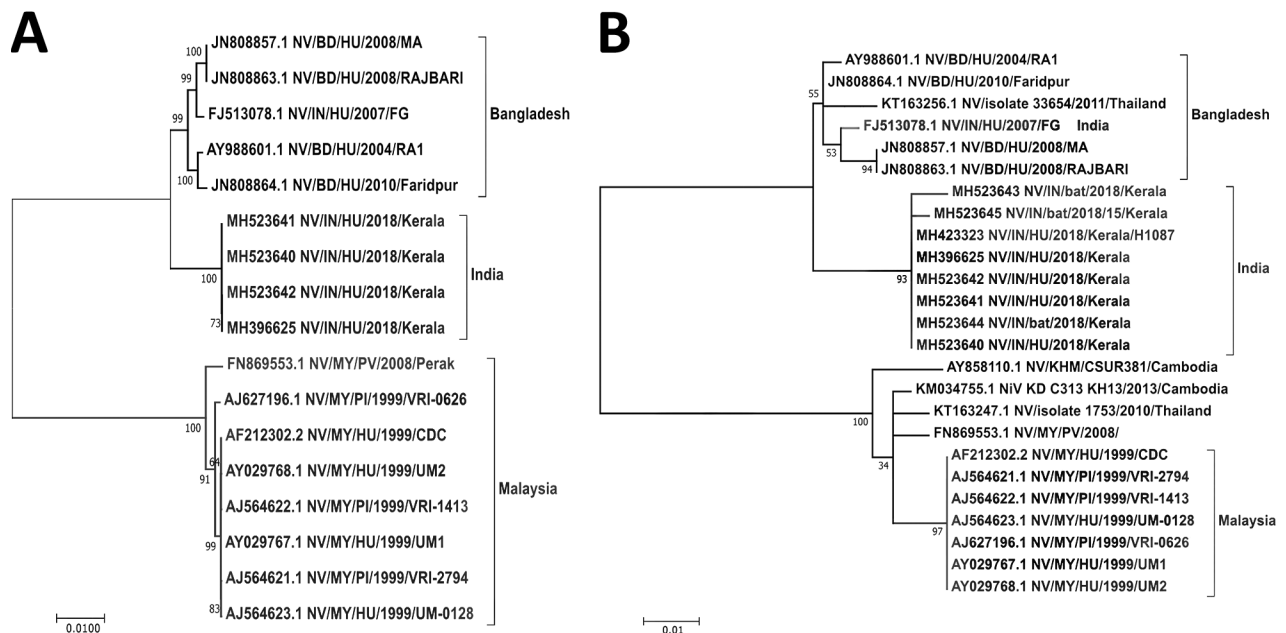 A
100
JN808857.1 NV/BD/HU/2008/MA
JN808863.1 NV/BD/HU/2008/RAJBARI
99
FJ513078.1 NV/IN/HU/2007/FG
99
Bangladesh
AY988601.1 NV/BD/HU/2004/RA1
100
JN808864.1 NV/BD/HU/2010/Faridpur
MH523641 NV/IN/HU/2018/Kerala
MH523640 NV/IN/HU/2018/Kerala
100
India
MH523642 NV/IN/HU/2018/Kerala
73
MH396625 NV/IN/HU/2018/Kerala
FN869553.1 NV/MY/PV/2008/Perak
AJ627196.1 NV/MY/PI/1999/VRI-0626
100
AF212302.2 NV/MY/HU/1999/CDC
64
91
AY029768.1 NV/MY/HU/1999/UM2
Malaysia
AJ564622.1 NV/MY/PI/1999/VRI-1413
99
AY029767.1 NV/MY/HU/1999/UM1
AJ564621.1 NV/MY/PI/1999/VRI-2794
83
AJ564623.1 NV/MY/HU/1999/UM-0128
0.0100
B
AY988601.1 NV/BD/HU/2004/RA1
JN808864.1 NV/BD/HU/2010/Faridpur
55
KT163256.1 NV/isolate 33654/2011/Thailand
Bangladesh
FJ513078.1 NV/IN/HU/2007/FG India
53
JN808857.1 NV/BD/HU/2008/MA
94
JN808863.1 NV/BD/HU/2008/RAJBARI
MH523643 NV/IN/bat/2018/Kerala
MH523645 NV/IN/bat/2018/15/Kerala
MH423323 NV/IN/HU/2018/Kerala/H1087
MH396625 NV/IN/HU/2018/Kerala
India
93
MH523642 NV/IN/HU/2018/Kerala
MH523641 NV/IN/HU/2018/Kerala
MH523644 NV/IN/bat/2018/Kerala
MH523640 NV/IN/HU/2018/Kerala
AY858110.1 NV/KHM/CSUR381/Cambodia
KM034755.1 NiV KD C313 KH13/2013/Cambodia
KT163247.1 NV/isolate 1753/2010/Thailand
100
FN869553.1 NV/MY/PV/2008/
34
AF212302.2 NV/MY/HU/1999/CDC
AJ564621.1 NV/MY/PI/1999/VRI-2794
AJ564622.1 NV/MY/PI/1999/VRI-1413
AJ564623.1 NV/MY/HU/1999/UM-0128
Malaysia
97
AJ627196.1 NV/MY/PI/1999/VRI-0626
AY029767.1 NV/MY/HU/1999/UM1
AY029768.1 NV/MY/HU/1999/UM2
0.01